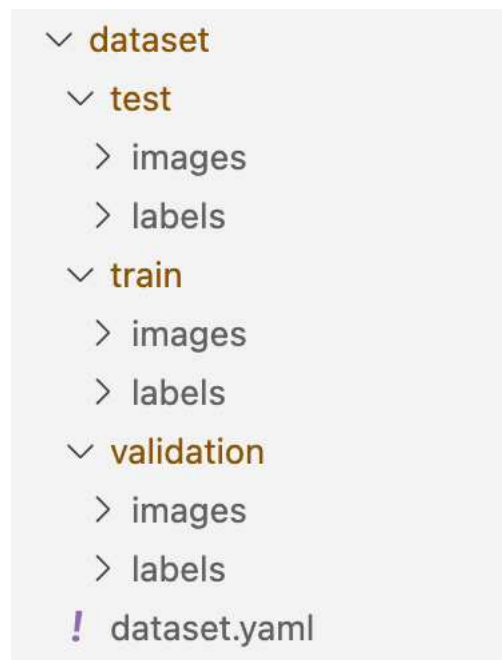 dataset
test
images
labels
train
images
labels
validation
images
labels
! dataset.yaml